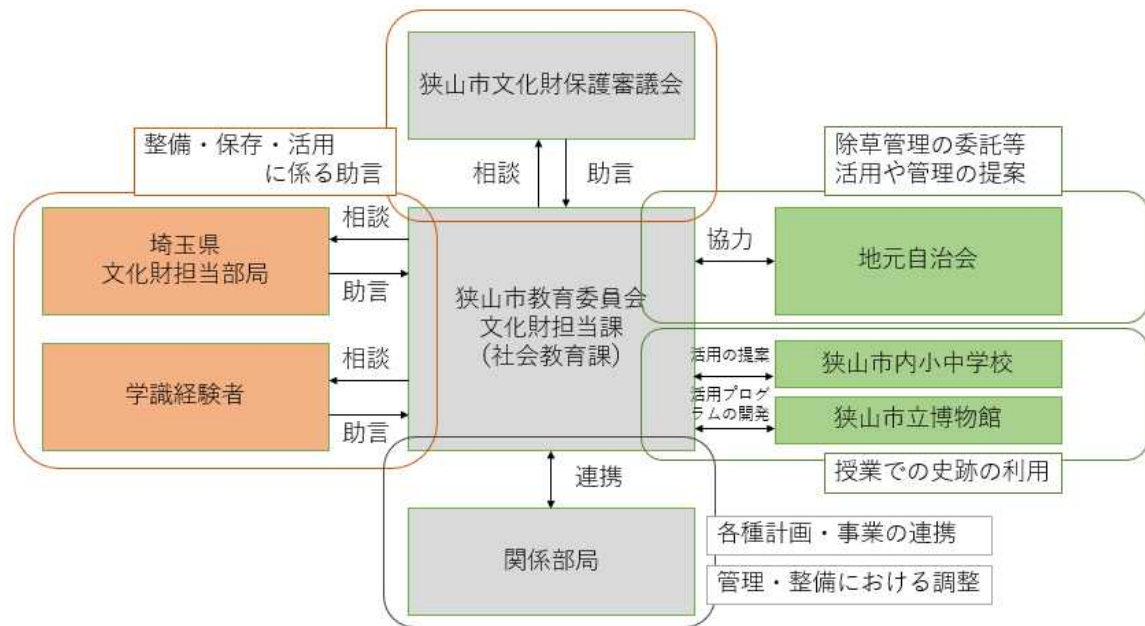 狭山市文化財保護審議会
整備・保存・活用
に係る助言
相談
助言
除草管理の委託等
活用や管理の提案
埼玉県
文化財担当部局
相談
助言
狭山市教育委員会
文化財担当課
(社会教育課)
協力
地元自治会
学識経験者
相談
助言
活用の提案
狭山市内小中学校
活用プログ
ラムの開発
狭山市立博物館
授業での史跡の利用
連携
関係部局
各種計画・事業の連携
管理・整備における調整